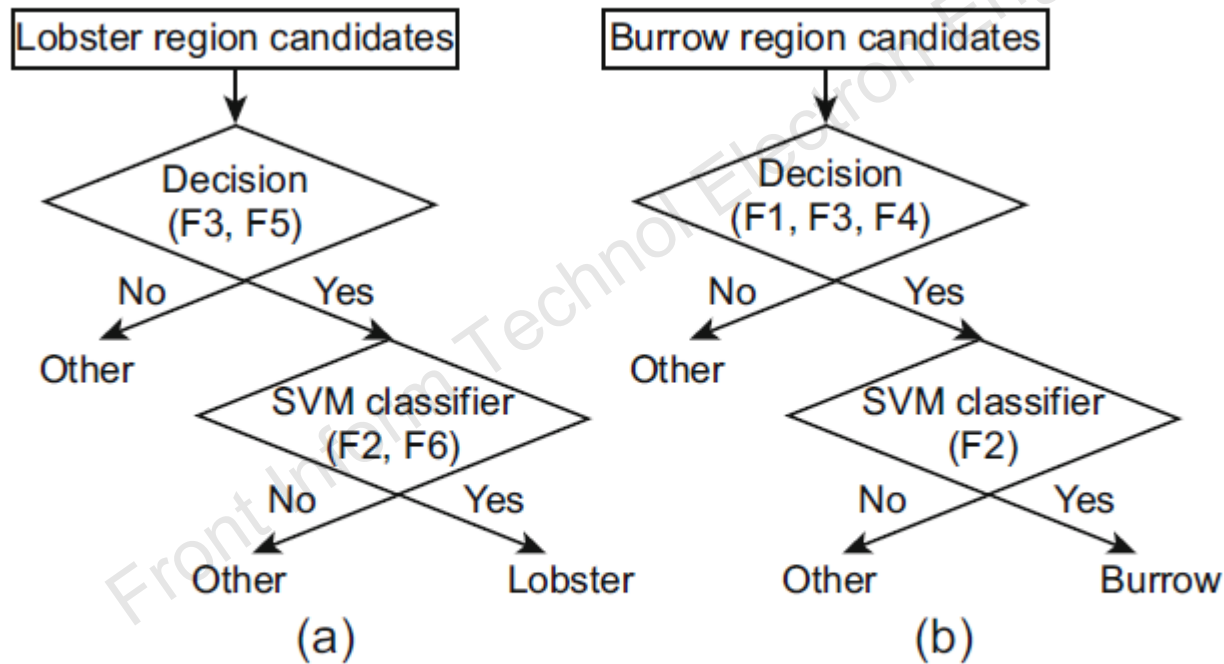 Lobster region candidates
Decision
(F3, F5)
No
Yes
Other
SVM classifier
(F2, F6)
No
Yes
Other
Lobster
(a)
Burrow region candidates
Decision
(F1, F3, F4)
No
Yes
Other
SVM classifier
(F2)
No
Yes
Other
Burrow
(b)
Front Inform Technol Electron Eng